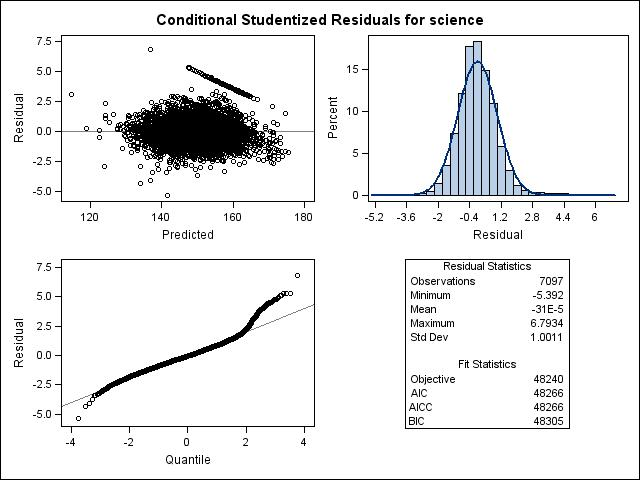 Conditional Studentized Residuals for science
7.5
5.0
2.5
0.0
-2.5
-5.0
Residual
120 140 160 180
Predicted
15
10
5
0
Percent
-5.2 -3.6 -2 -0.4 1.2 2.8 4.4 6
Residual
7.5
5.0
2.5
0.0
-2.5
-5.0
Residual
-4 -2 0 2 4
Quantile
Residual Statistics
Observations 7097
Minimum -5.392
Mean -31E-5
Maximum 6.7934
Std Dev 1.0011
Fit Statistics
Objective 48240
AIC 48266
AICC 48266
BIC 48305